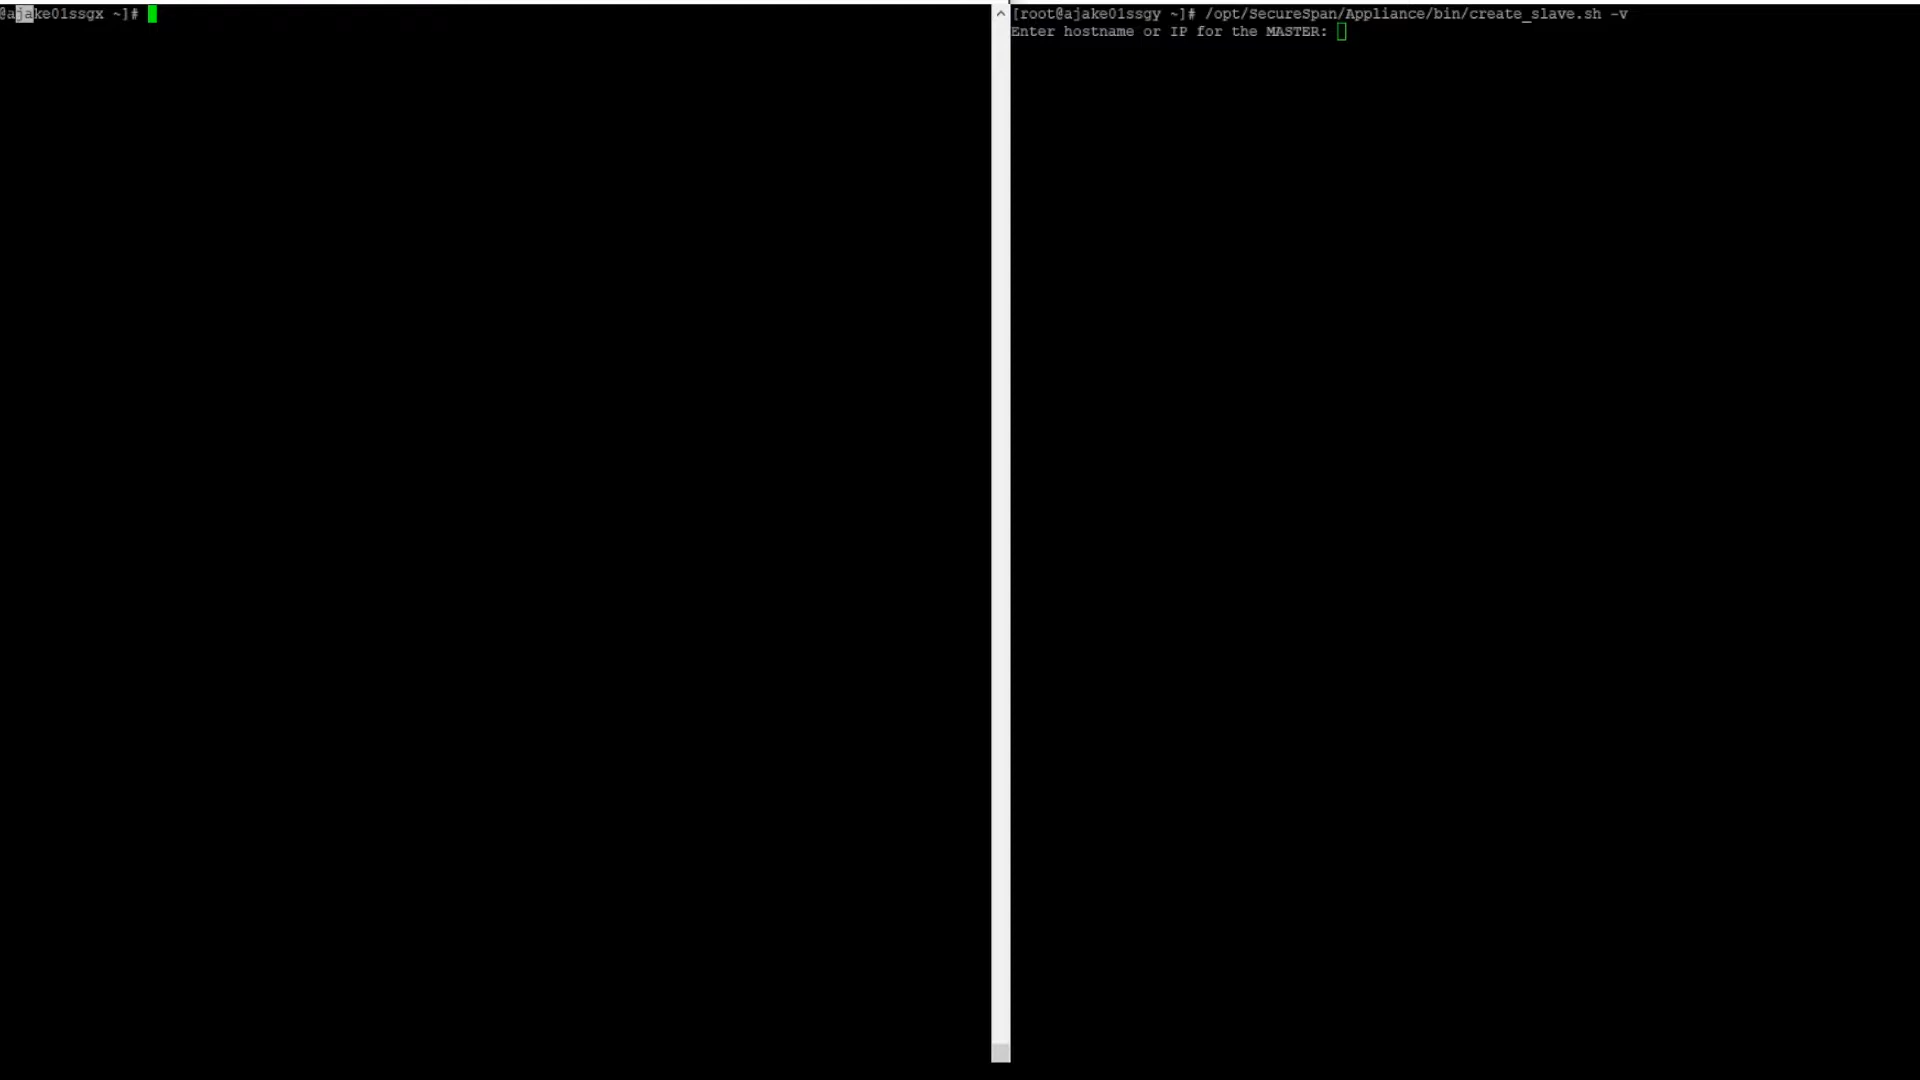 @ajake01ssgx ~]#
[root@ajake01ssgy ~]# /opt/SecureSpan/Appliance/bin/create_slave.sh -v
Enter hostname or IP for the MASTER: